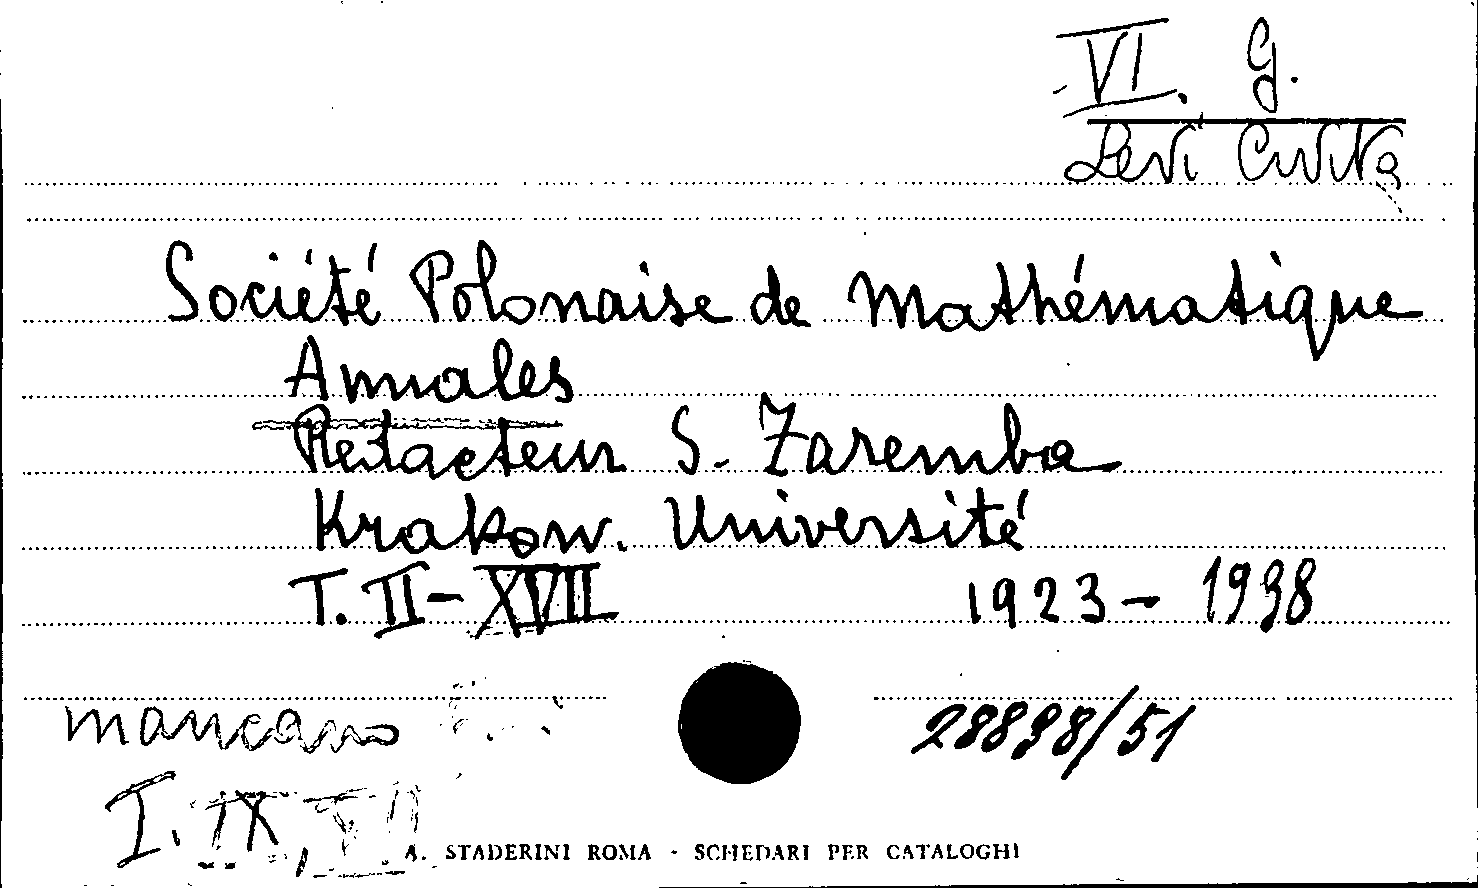 VI. G.
Levi Civita
Société Polonaise de Mathématique
Annales
Redacteur S. Zaremba
Krakow. Université
T. II - XVII 1923 - 1938
mancano
28898/51
I. IX,
A. STADERINI ROMA - SCHEDARI PER CATALOGHI